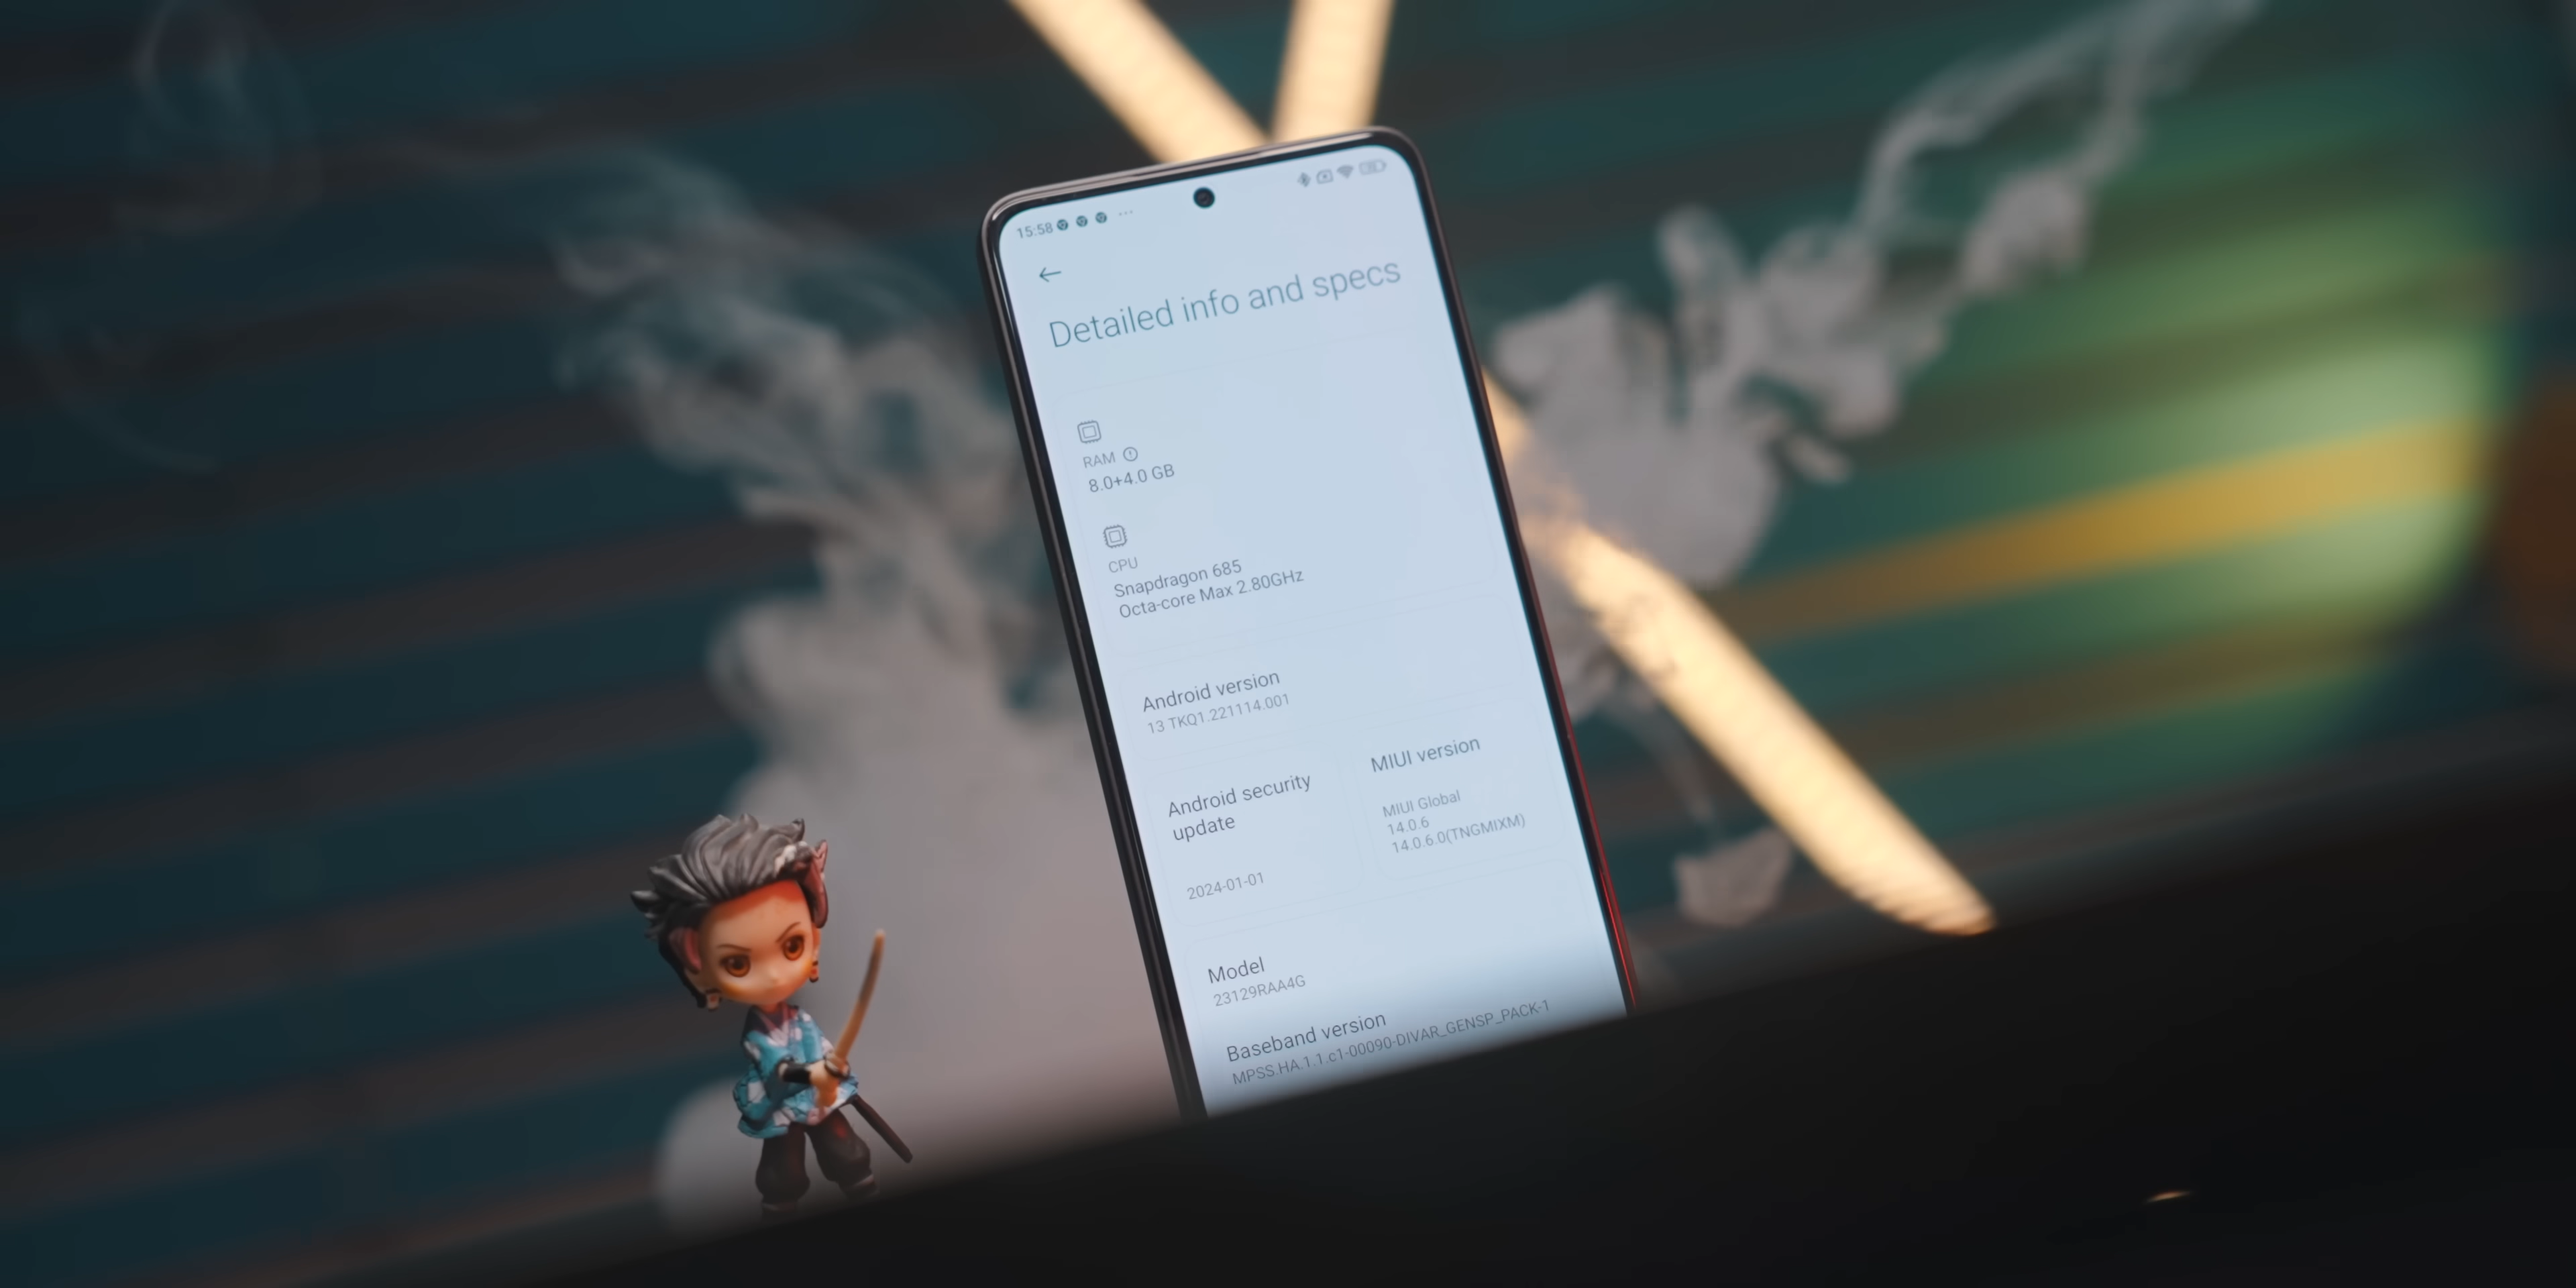 15:58
Detailed info and specs
RAM
8.0+4.0 GB
CPU
Snapdragon 685
Octa-core Max 2.80GHz
Android version
13 TKQ1.221114.001
Android security
update
2024-01-01
MIUI version
MIUI Global
14.0.6
14.0.6.0(TNGMIXM)
Model
23129RAA4G
Baseband version
MPSS.HA.1.1.c1-00090-DIVAR_GENSP_PACK-1